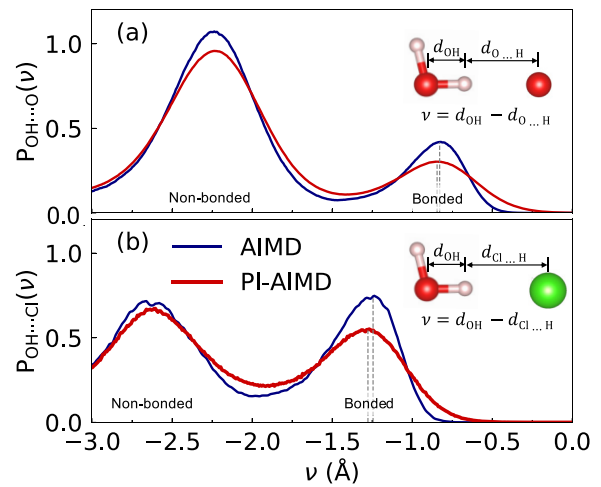 (a)
d_OH
d_O...H
ν = d_OH − d_O...H
P_OH···O(ν)
1.0
0.5
0.0
Non-bonded
Bonded
(b)
AIMD
PI-AIMD
d_OH
d_Cl...H
ν = d_OH − d_Cl...H
P_OH···Cl(ν)
1.0
0.5
0.0
Non-bonded
Bonded
−3.0 −2.5 −2.0 −1.5 −1.0 −0.5 0.0
ν (Å)